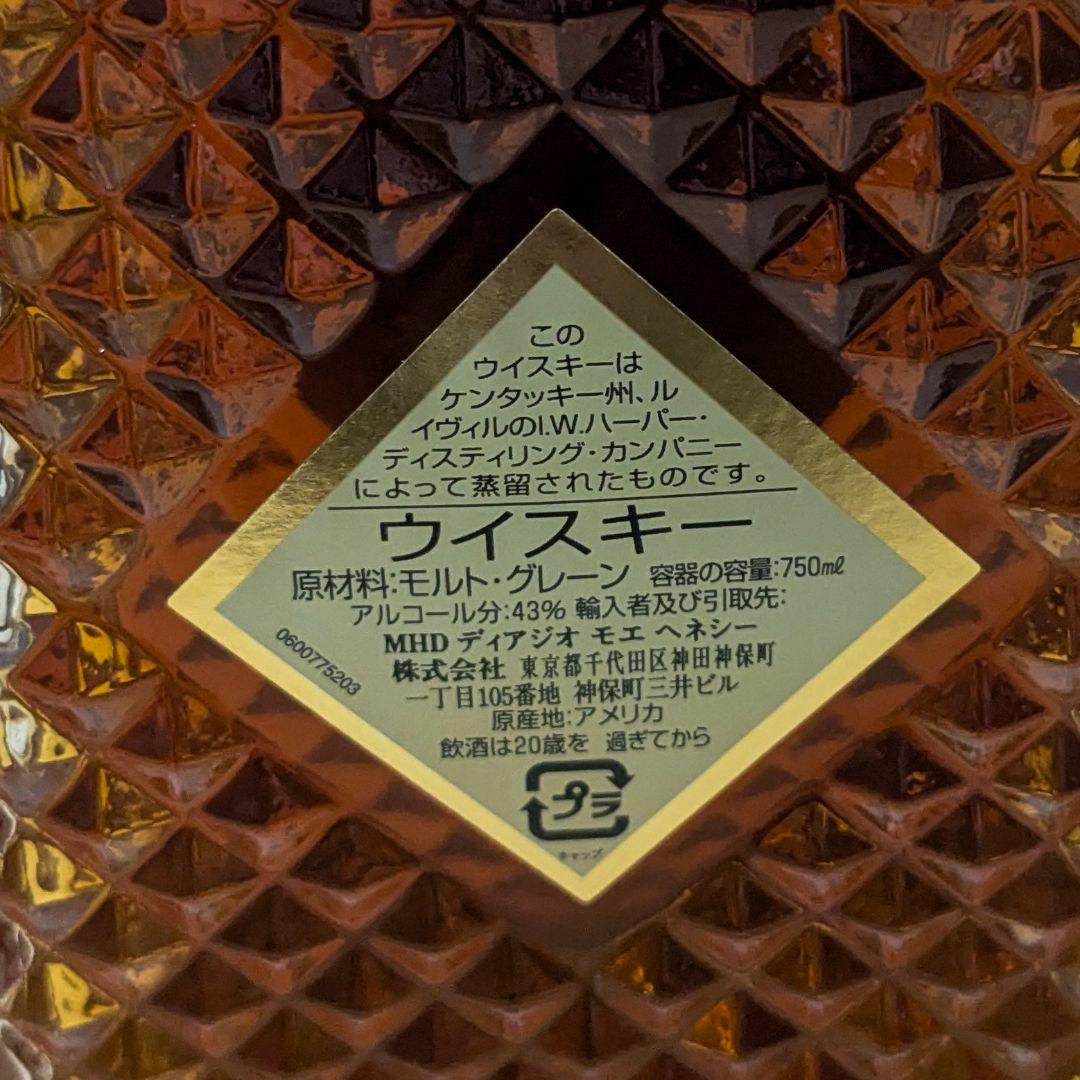 この
ウイスキーは
ケンタッキー州、ル
イヴィルのI.W.ハーパー・
ディスティリング・カンパニー
によって蒸留されたものです。
ウイスキー
原材料:モルト・グレーン 容器の容量:750ml
アルコール分:43% 輸入者及び引取先:
MHD ディアジオ モエ ヘネシー
株式会社 東京都千代田区神田神保町
一丁目105番地 神保町三井ビル
原産地:アメリカ
飲酒は20歳を 過ぎてから
0600775203
プラ
キャップ